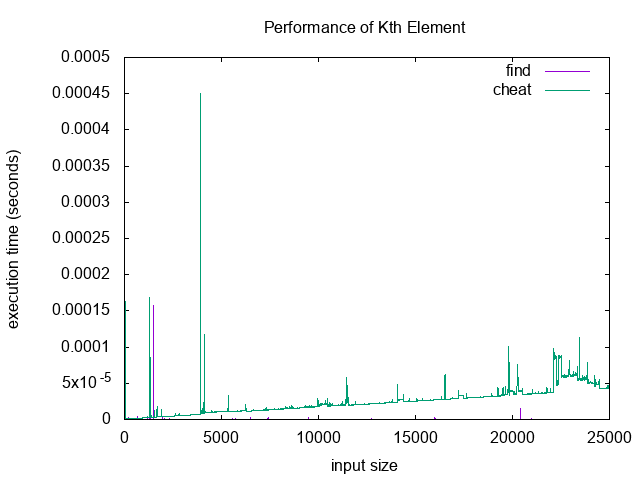 Performance of Kth Element
find
cheat
0.0005
0.00045
0.0004
0.00035
0.0003
0.00025
0.0002
0.00015
0.0001
5x10^-5
0
execution time (seconds)
0 5000 10000 15000 20000 25000
input size